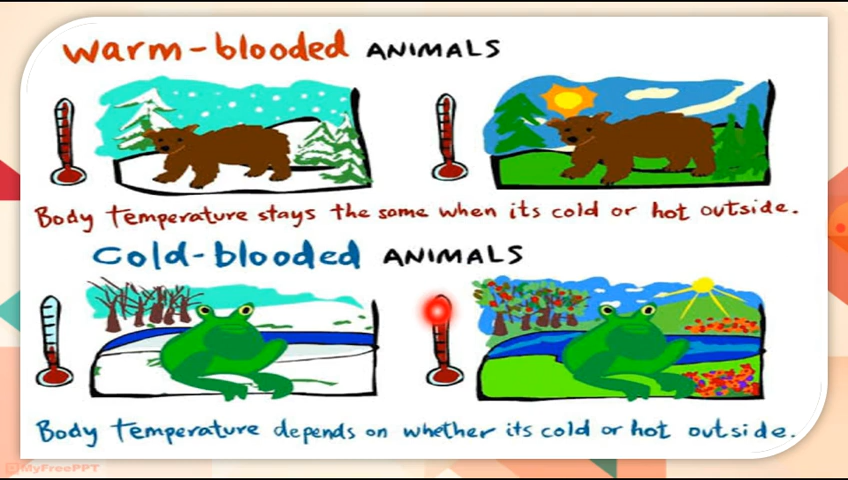 warm-blooded ANIMALS
Body temperature stays the same when its cold or hot outside.
Cold-blooded ANIMALS
Body temperature depends on whether its cold or hot outside.
MyFreePPT